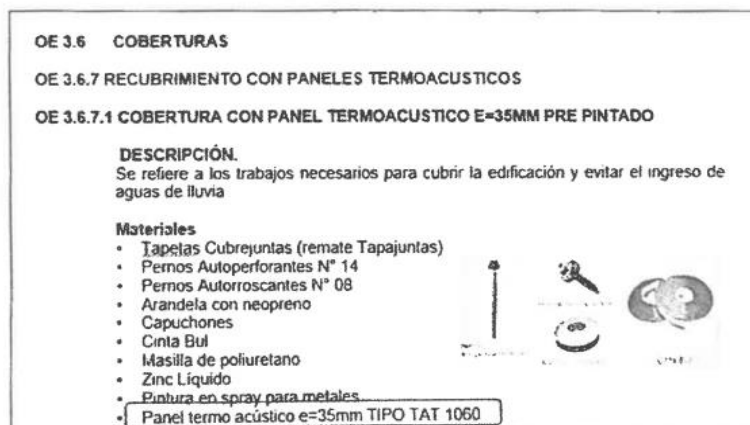 OE 3.6 COBERTURAS
OE 3.6.7 RECUBRIMIENTO CON PANELES TERMOACUSTICOS
OE 3.6.7.1 COBERTURA CON PANEL TERMOACUSTICO E=35MM PRE PINTADO
DESCRIPCIÓN.
Se refiere a los trabajos necesarios para cubrir la edificación y evitar el ingreso de
aguas de lluvia
Materiales
• Tapetas Cubrejuntas (remate Tapajuntas)
• Pernos Autoperforantes N° 14
• Pernos Autorroscantes N° 08
• Arandela con neopreno
• Capuchones
• Cinta Bul
• Masilla de poliuretano
• Zinc Líquido
• Pintura en spray para metales
• Panel termo acústico e=35mm TIPO TAT 1060